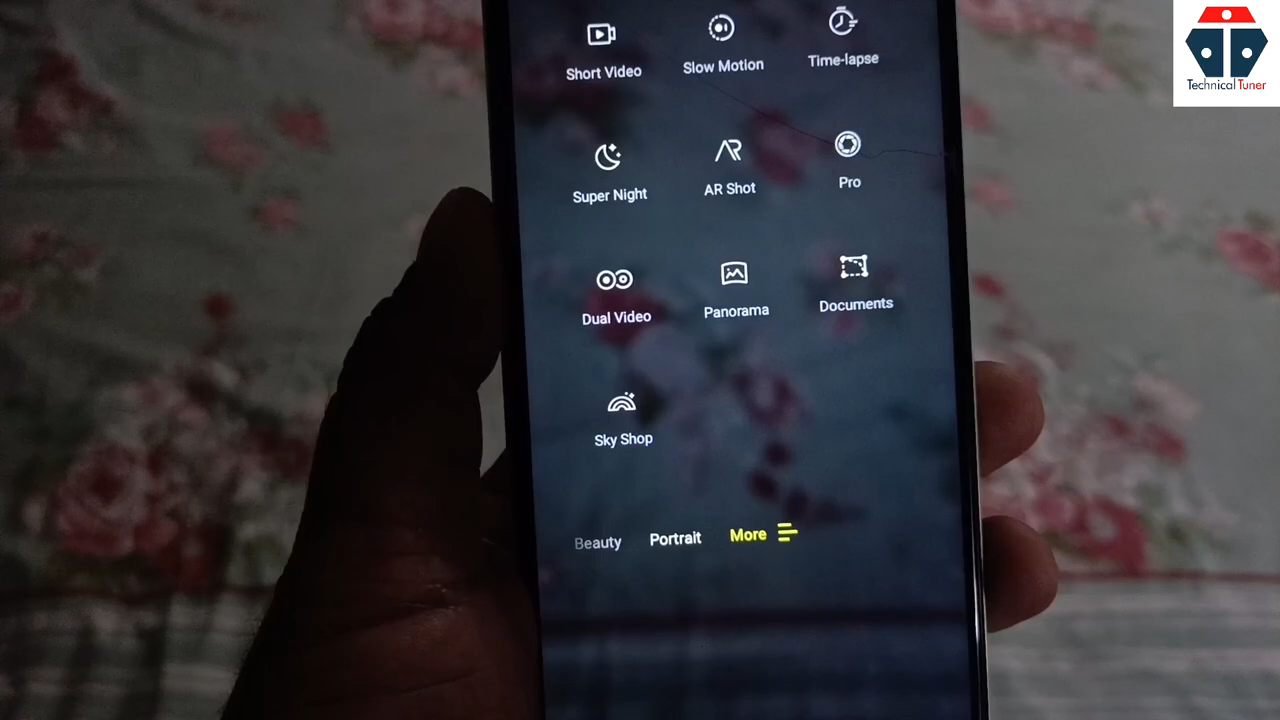 Short Video
Slow Motion
Time-lapse
Technical Tuner
Super Night
AR Shot
Pro
Dual Video
Panorama
Documents
Sky Shop
Beauty
Portrait
More